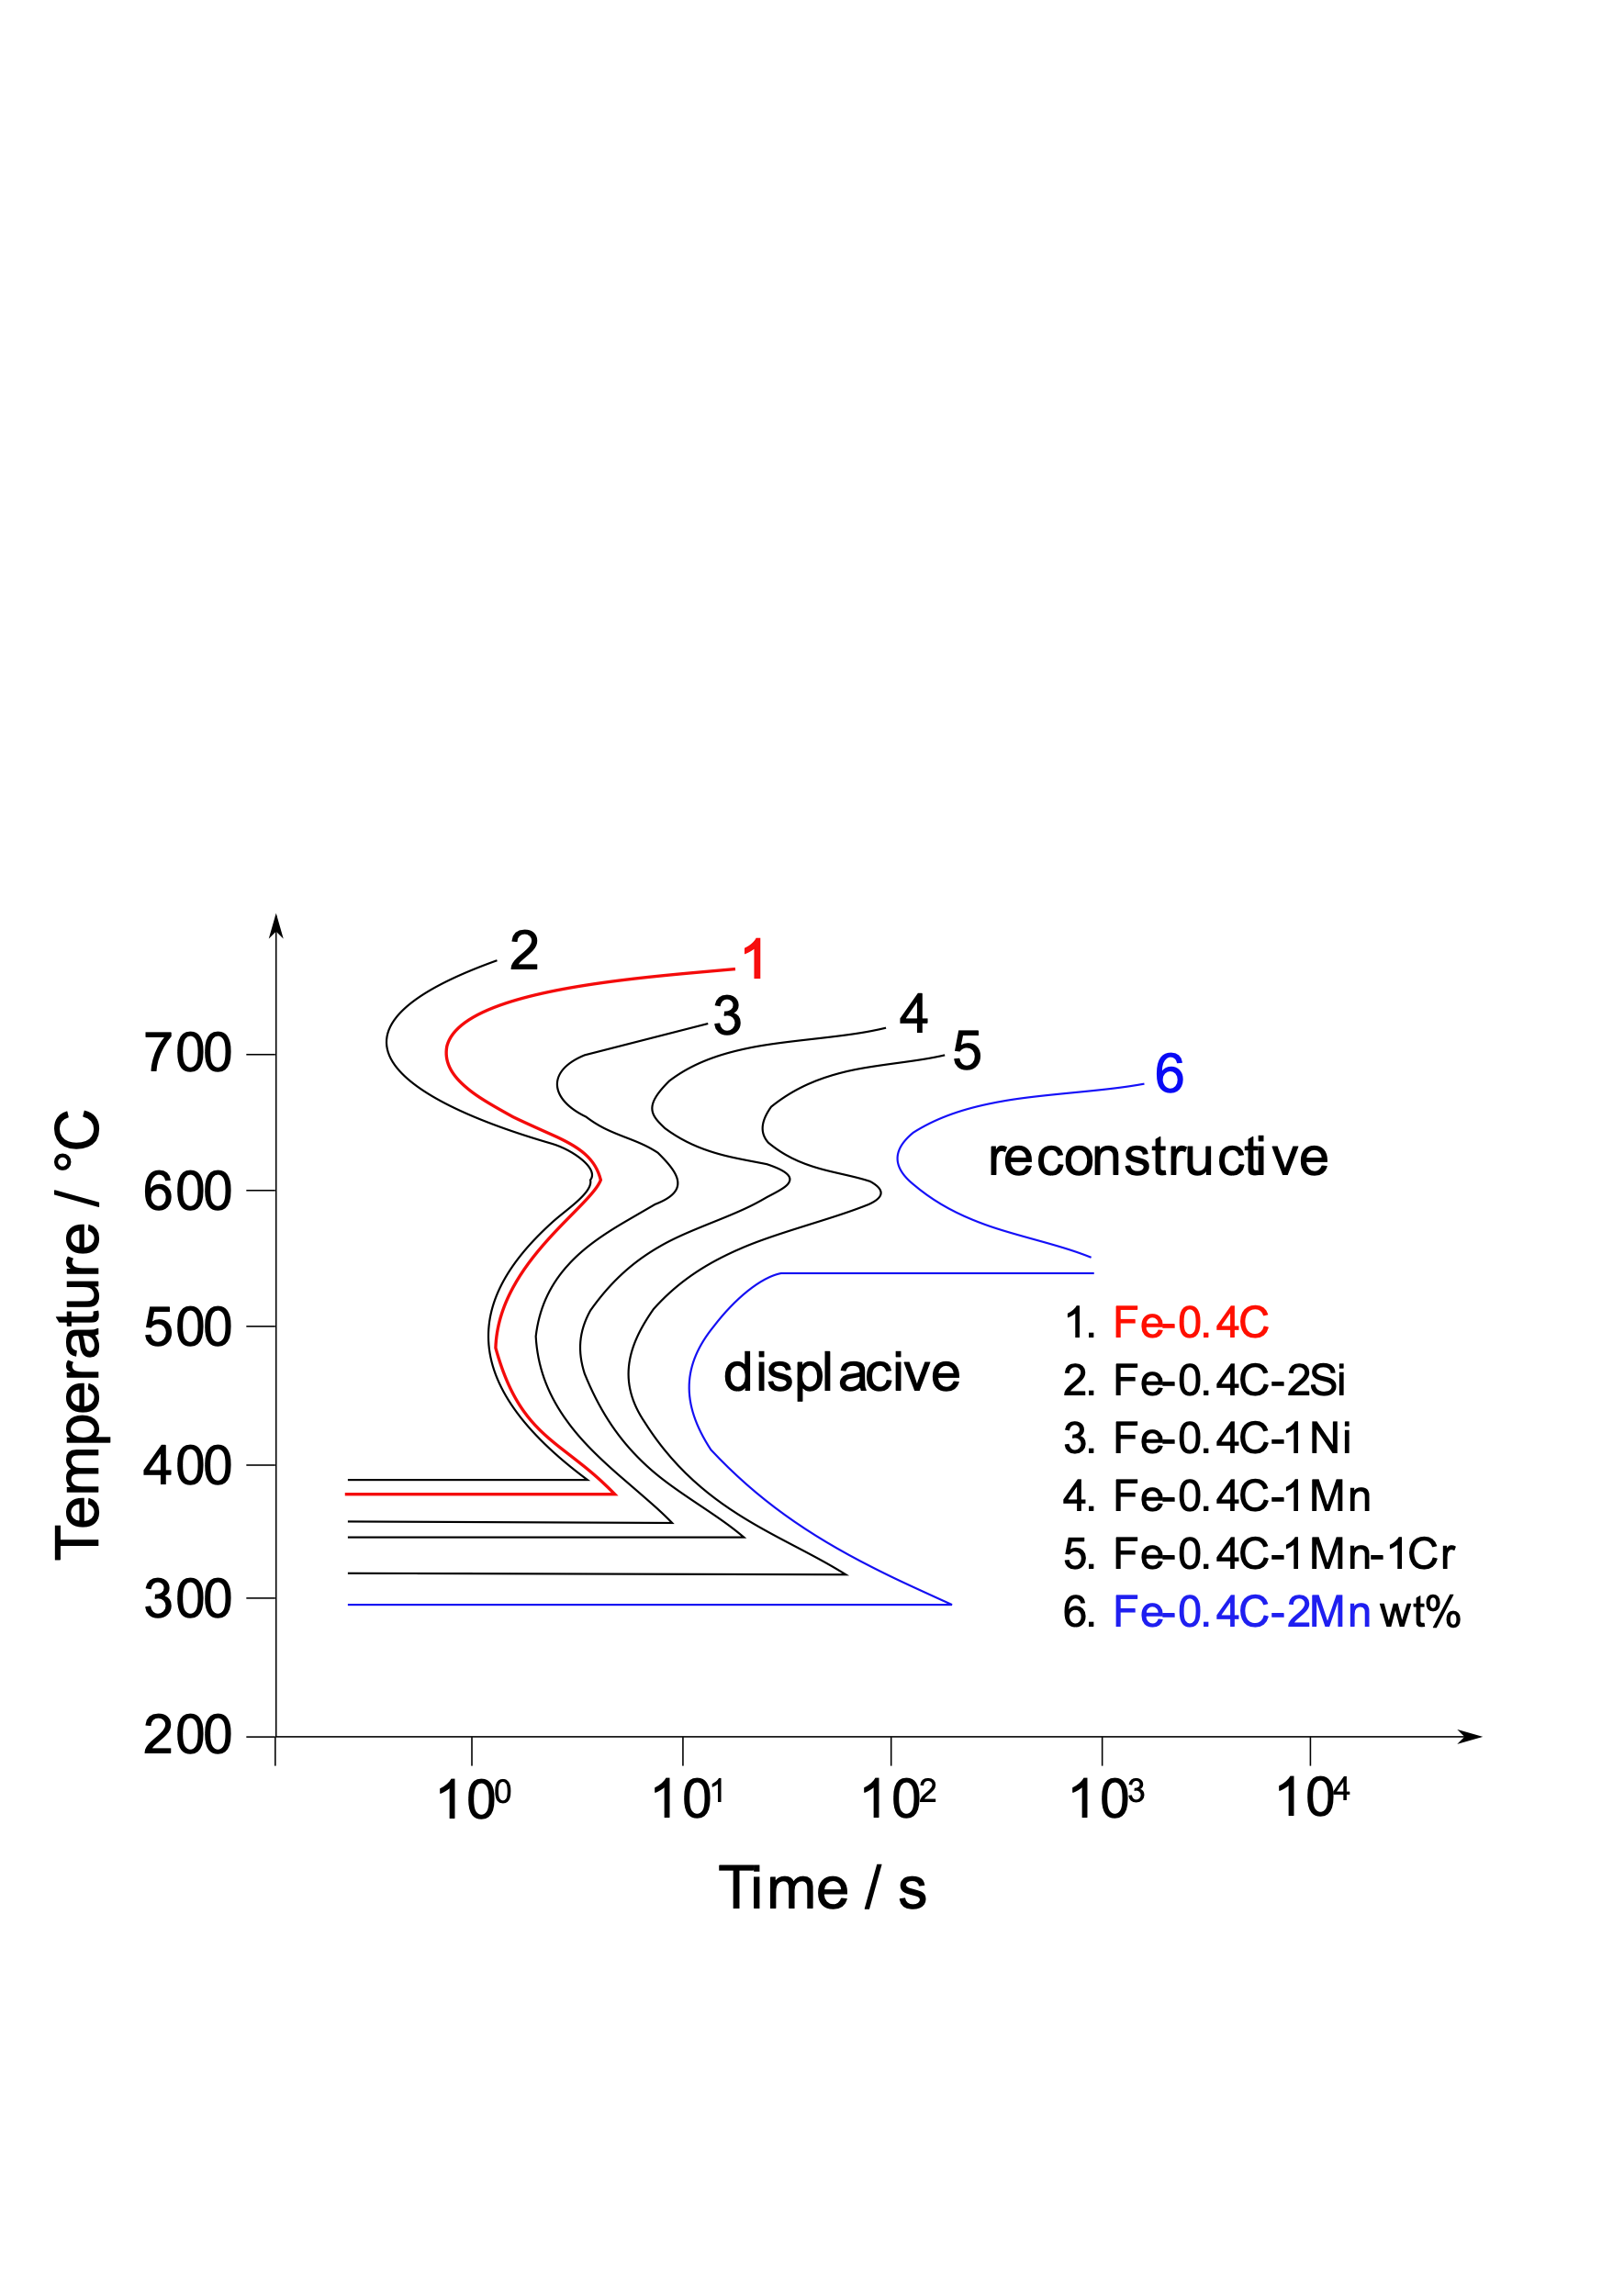 2
1
3
4
5
6
700
600
500
400
300
200
Temperature / °C
reconstructive
displacive
1. Fe-0.4C
2. Fe-0.4C-2Si
3. Fe-0.4C-1Ni
4. Fe-0.4C-1Mn
5. Fe-0.4C-1Mn-1Cr
6. Fe-0.4C-2Mn wt%
10⁰ 10¹ 10² 10³ 10⁴
Time / s